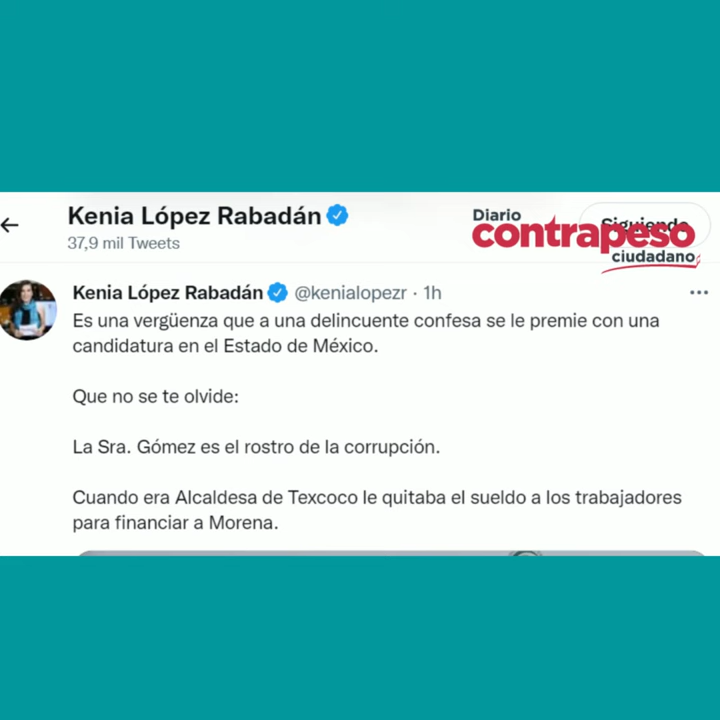 Kenia López Rabadán
37,9 mil Tweets
Siguiendo
Diario
contrapeso
ciudadano
Kenia López Rabadán @kenialopezr · 1h
Es una vergüenza que a una delincuente confesa se le premie con una
candidatura en el Estado de México.
Que no se te olvide:
La Sra. Gómez es el rostro de la corrupción.
Cuando era Alcaldesa de Texcoco le quitaba el sueldo a los trabajadores
para financiar a Morena.